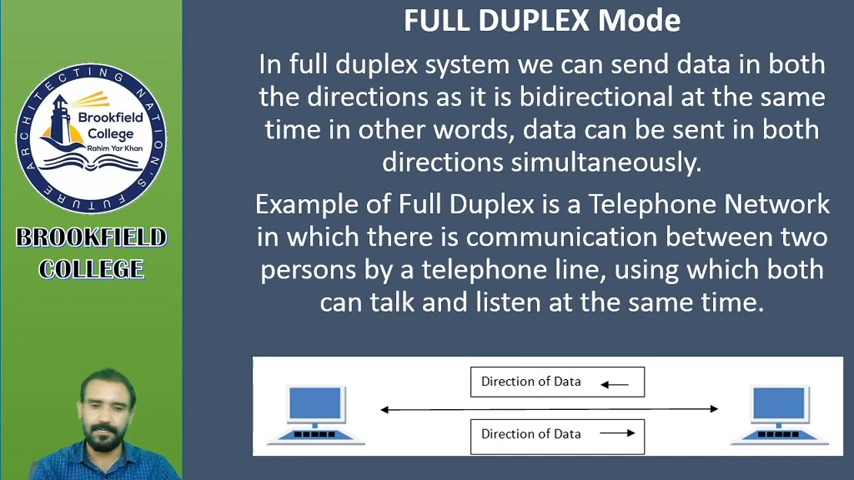 FULL DUPLEX Mode
In full duplex system we can send data in both
the directions as it is bidirectional at the same
time in other words, data can be sent in both
directions simultaneously.
Example of Full Duplex is a Telephone Network
in which there is communication between two
persons by a telephone line, using which both
can talk and listen at the same time.
ARCHITECTING NATION'S FUTURE
Brookfield
College
Rahim Yar Khan
BROOKFIELD
COLLEGE
Direction of Data
Direction of Data